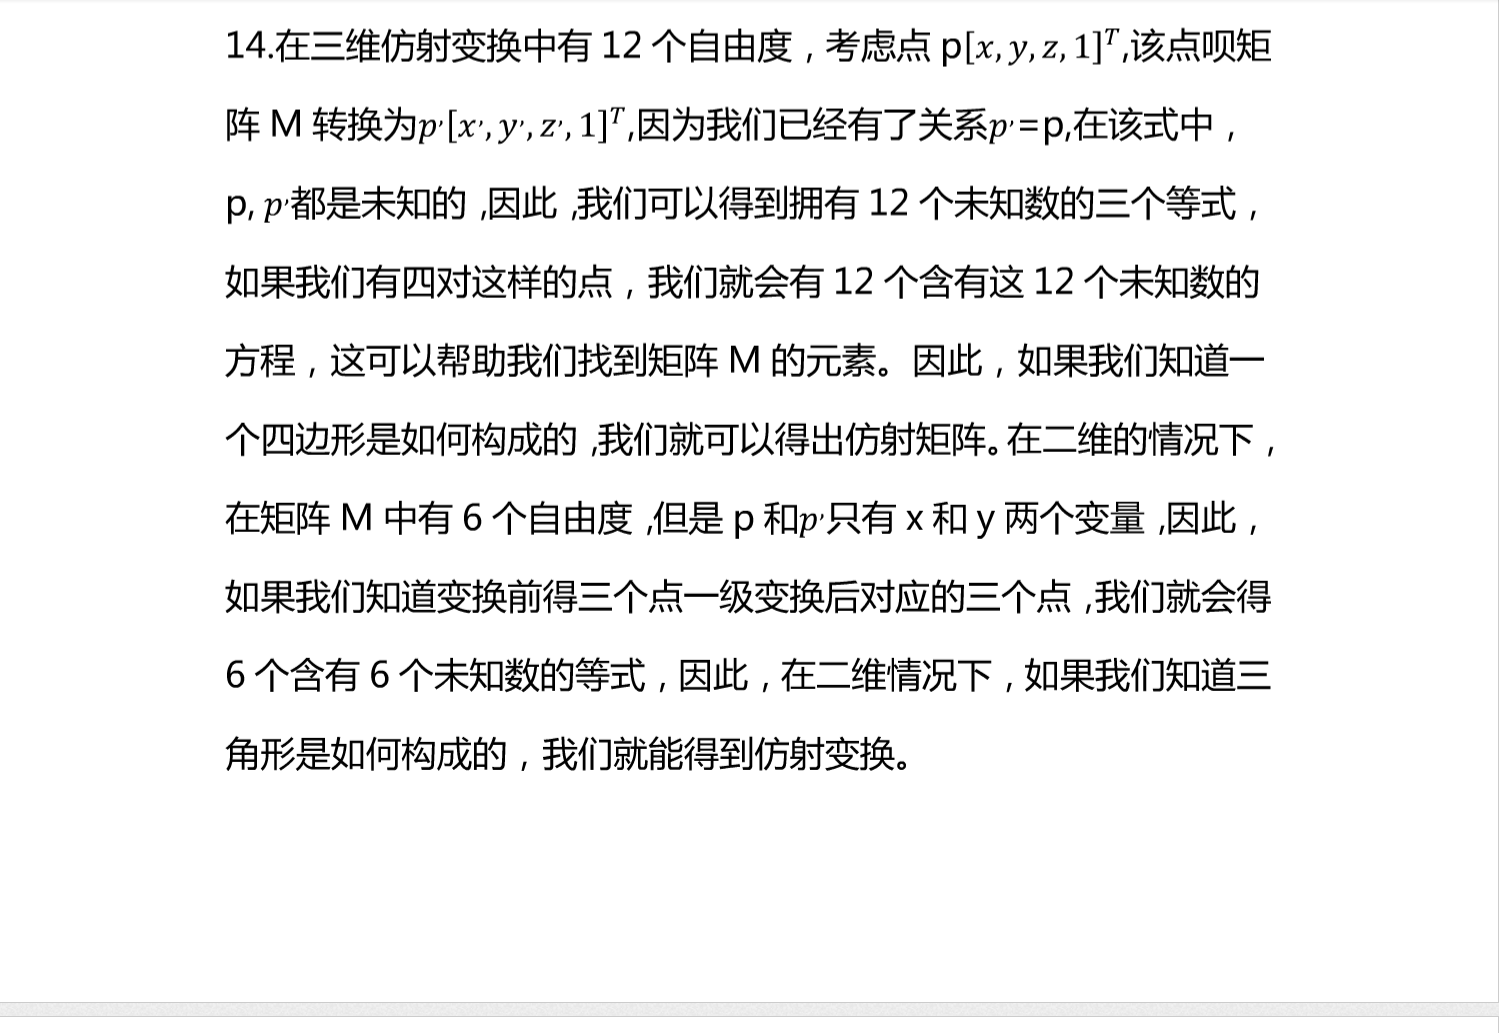 14.在三维仿射变换中有 12 个自由度，考虑点 p[x, y, z, 1]ᵀ,该点呗矩
阵 M 转换为p’[x’, y’, z’, 1]ᵀ,因为我们已经有了关系p’=p,在该式中，
p, p’都是未知的 ,因此 ,我们可以得到拥有 12 个未知数的三个等式，
如果我们有四对这样的点，我们就会有 12 个含有这 12 个未知数的
方程，这可以帮助我们找到矩阵 M 的元素。因此，如果我们知道一
个四边形是如何构成的 ,我们就可以得出仿射矩阵。在二维的情况下，
在矩阵 M 中有 6 个自由度 ,但是 p 和p’只有 x 和 y 两个变量 ,因此，
如果我们知道变换前得三个点一级变换后对应的三个点 ,我们就会得
6 个含有 6 个未知数的等式，因此，在二维情况下，如果我们知道三
角形是如何构成的，我们就能得到仿射变换。